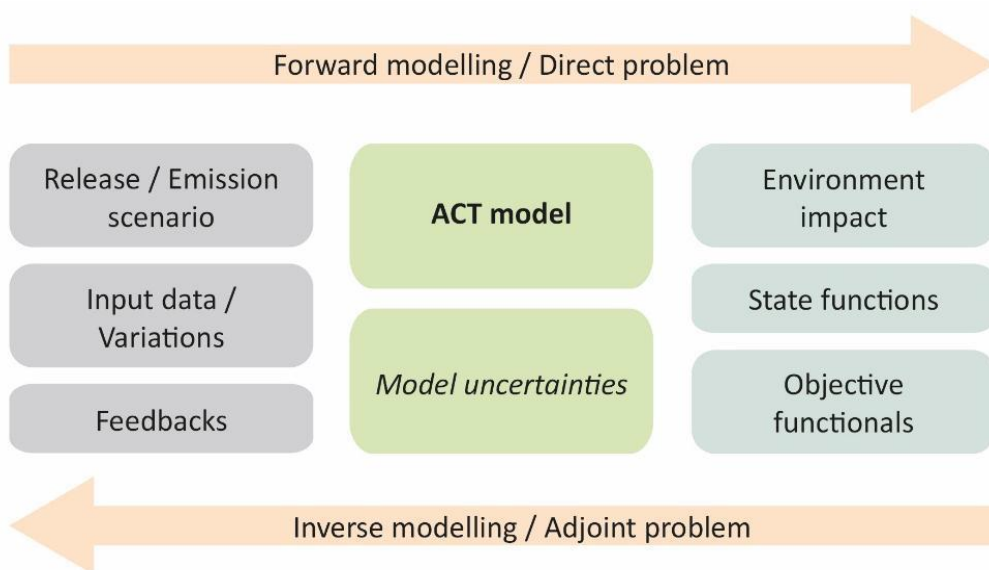 Forward modelling / Direct problem
Release / Emission
scenario
Input data /
Variations
Feedbacks
ACT model
Model uncertainties
Environment
impact
State functions
Objective
functionals
Inverse modelling / Adjoint problem